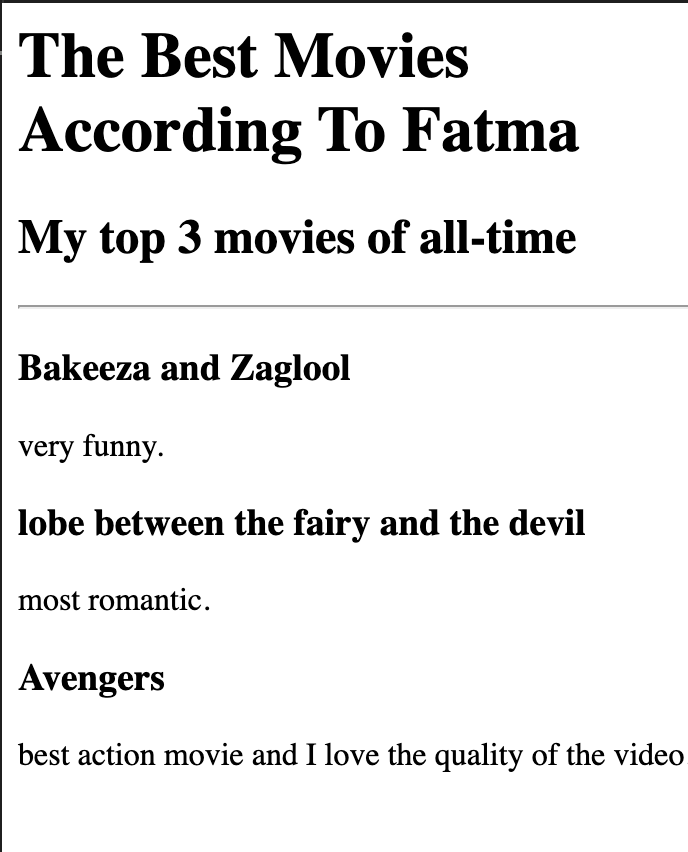 The Best Movies
According To Fatma
My top 3 movies of all-time
Bakeeza and Zaglool
very funny.
lobe between the fairy and the devil
most romantic.
Avengers
best action movie and I love the quality of the video.